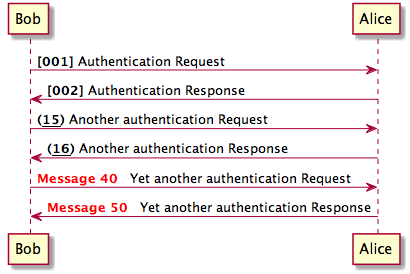 Bob Alice
[001] Authentication Request
[002] Authentication Response
(15) Another authentication Request
(16) Another authentication Response
Message 40 Yet another authentication Request
Message 50 Yet another authentication Response
Bob Alice